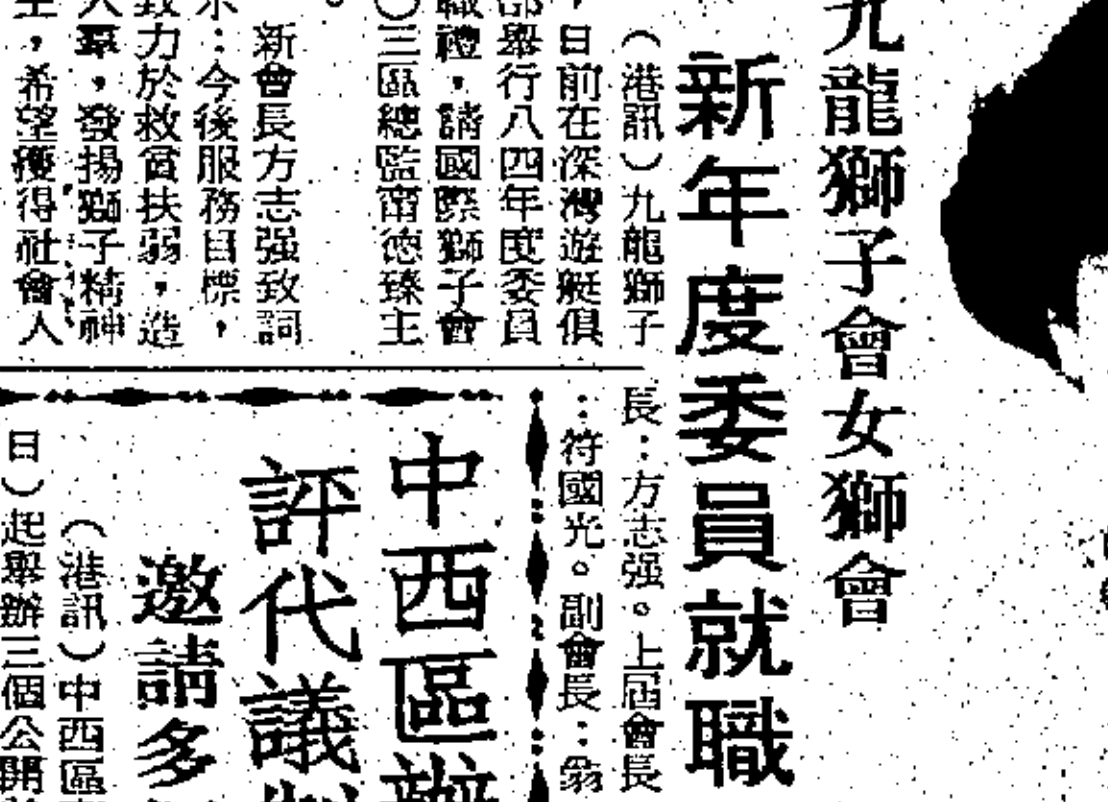 九龍獅子會女獅會
新年度委員就職
（港訊）九龍獅子
，日前在深灣遊艇俱
部舉行八四年度委員
職禮，請國際獅子會
〇三區總監甯德臻主
。
新會長方志强致詞
示：今後服務目標，
致力於救貧扶弱，造
人羣，發揚獅子精神
，希望獲得社會人
長：方志强。上屆會長
：符國光。副會長：翁
中西區辦
評代議制
邀請多
（港訊）中西區
日）起舉辦三個公開